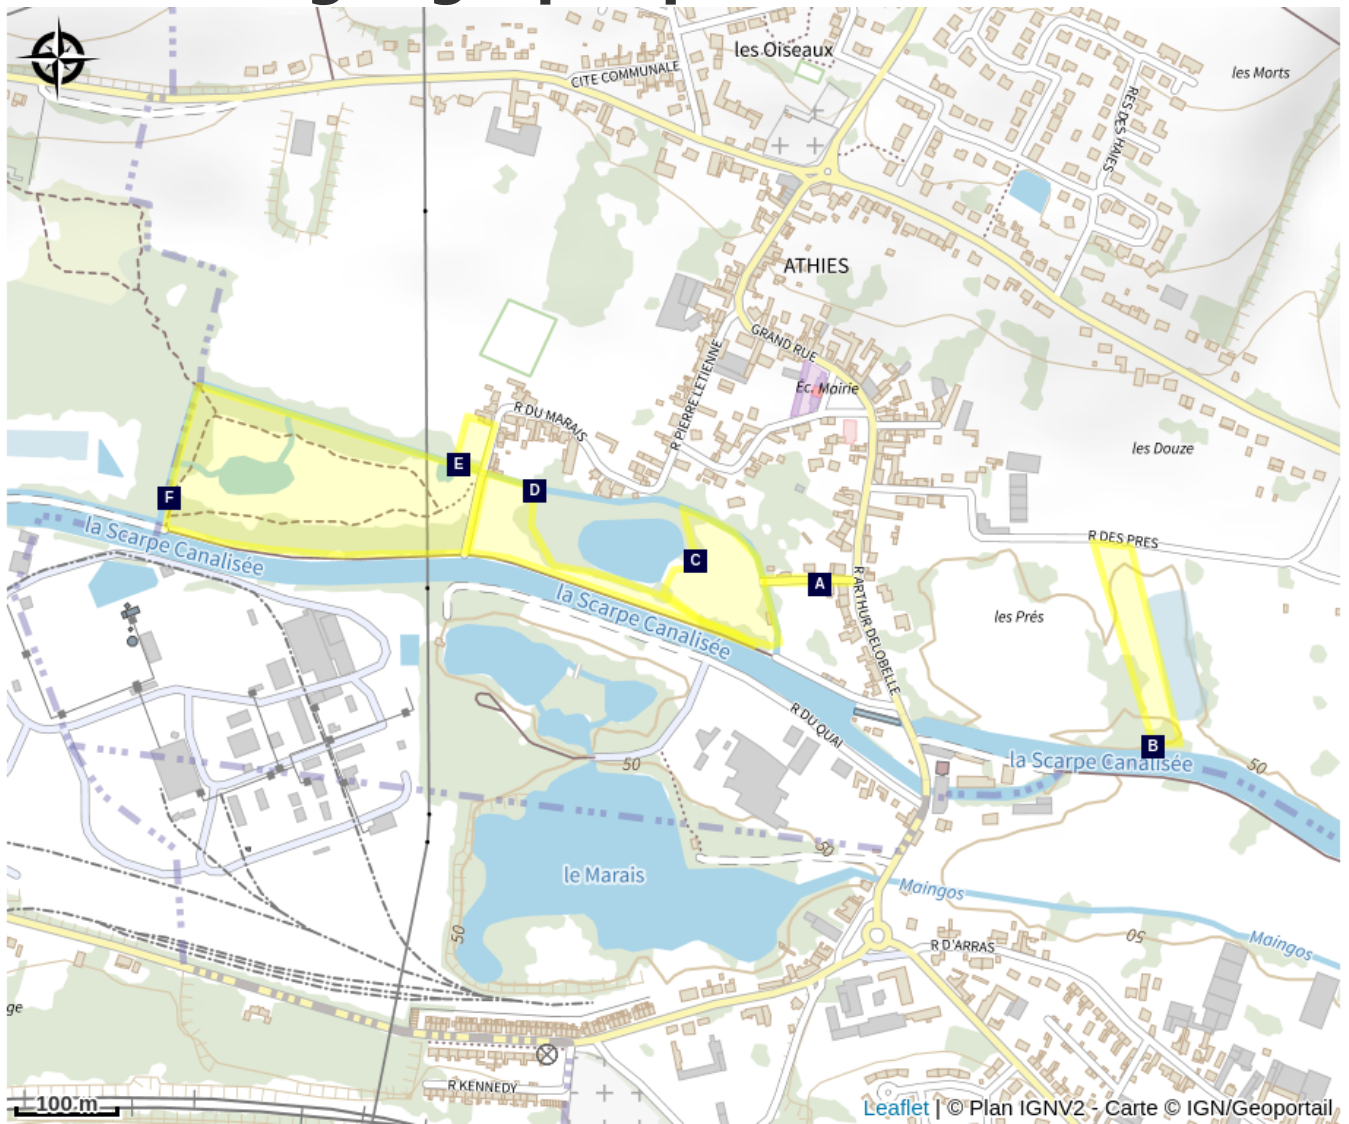 les Oiseaux
CITE COMMUNALE
les Morts
RES DES HAIES
ATHIES
GRAND RUE
R PIERRE LETIENNE
Éc. Mairie
R DU MARAIS
les Douze
E
D
F
C
A
B
R DES PRES
la Scarpe Canalisée
la Scarpe Canalisée
R ARTHUR DELOBELLE
les Prés
R DU QUAI
la Scarpe Canalisée
50
50
50
le Marais
Maingos
50
R D'ARRAS
50
Maingos
ge
R KENNEDY
100 m
Leaflet | © Plan IGNV2 - Carte © IGN/Geoportail